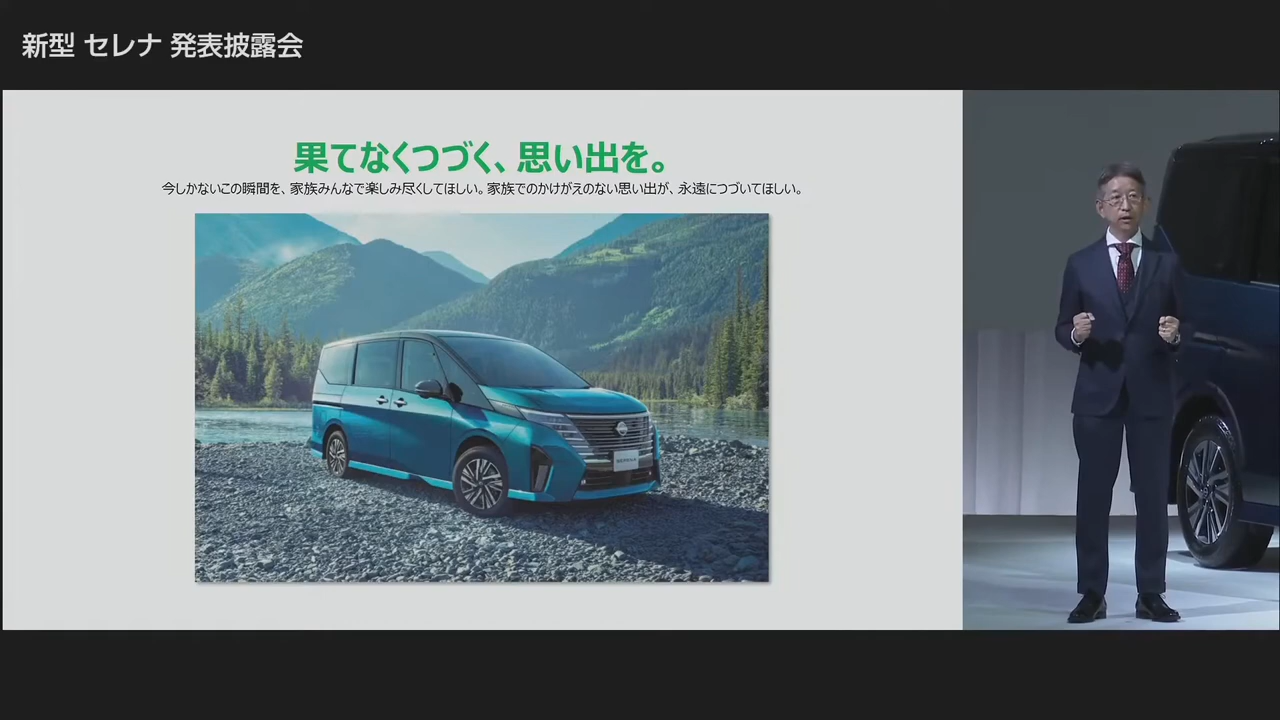 新型 セレナ 発表披露会
果てなくつづく、思い出を。
今しかないこの瞬間を、家族みんなで楽しみ尽くしてほしい。家族でのかけがえのない思い出が、永遠につづいてほしい。
SERENA